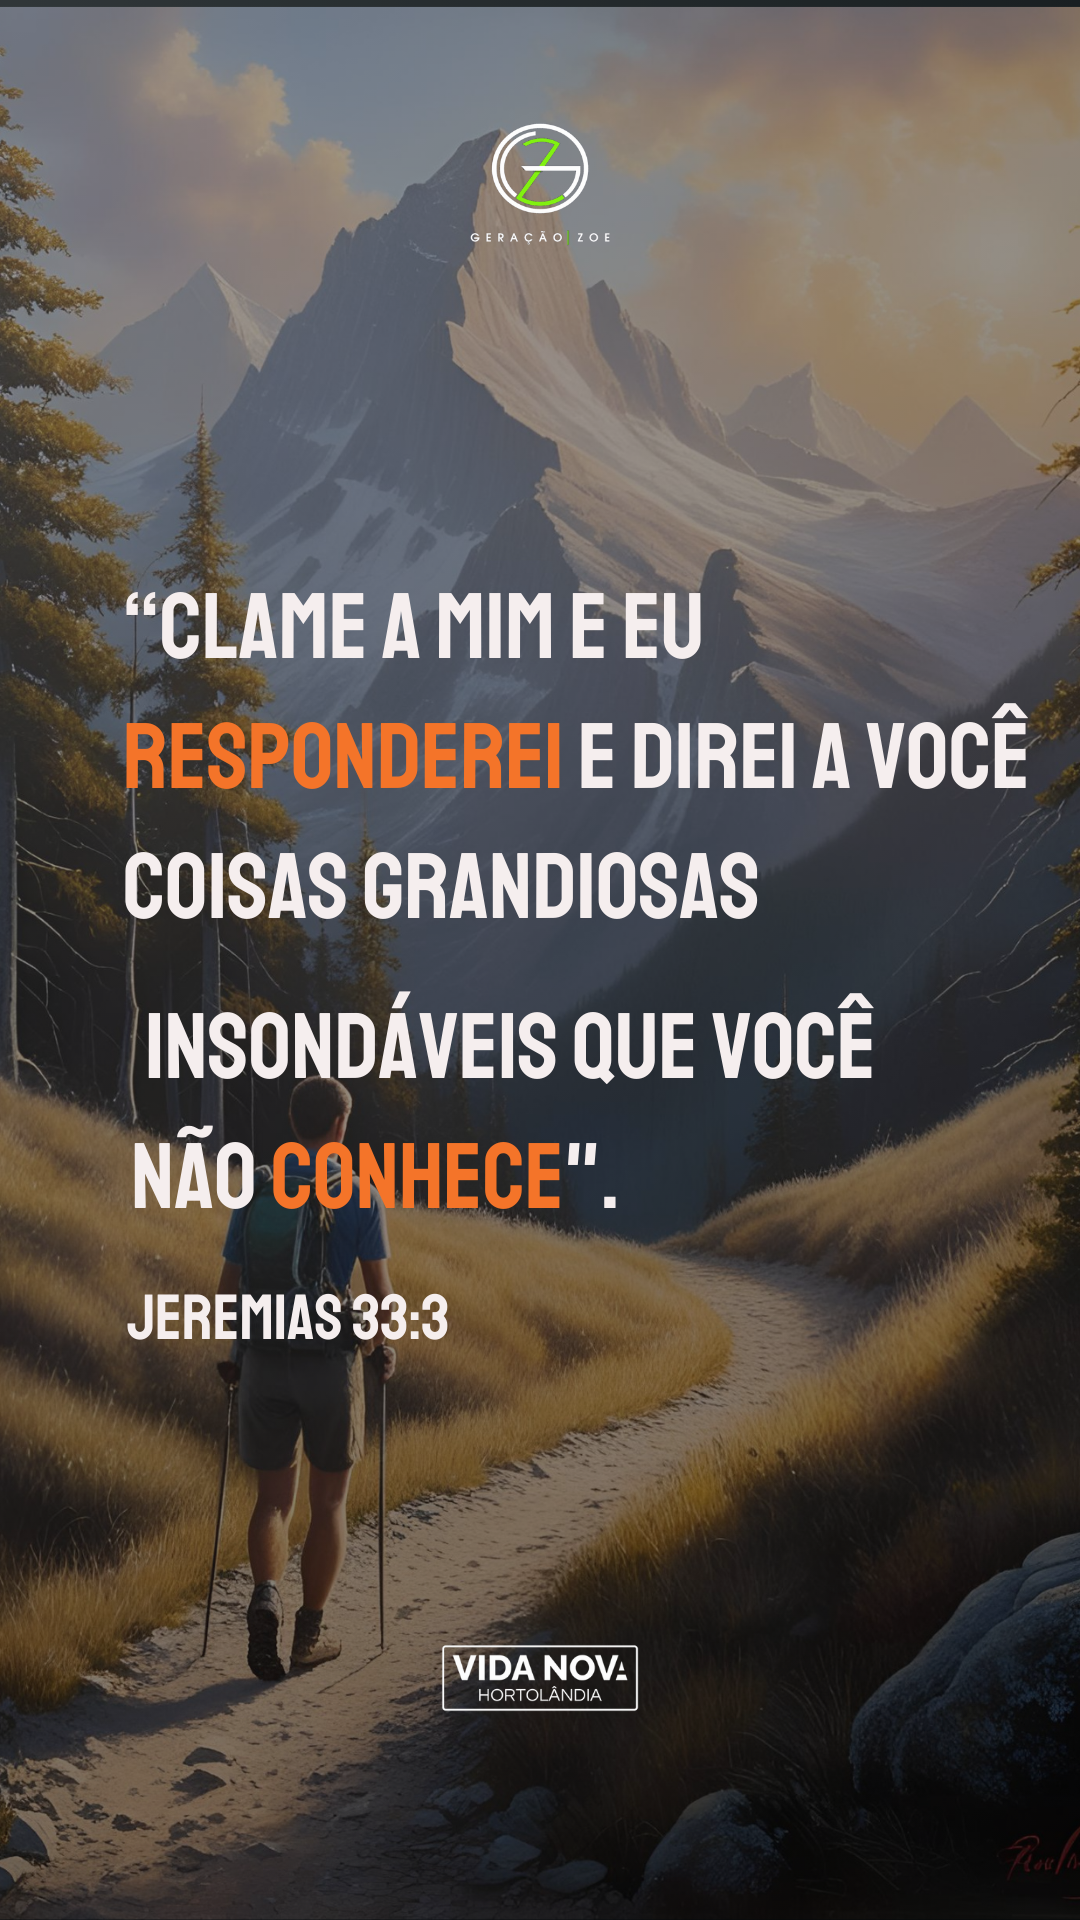 GERAÇÃO|ZOE
“CLAME A MIM E EU
RESPONDEREI E DIREI A VOCÊ
COISAS GRANDIOSAS
INSONDÁVEIS QUE VOCÊ
NÃO CONHECE".
JEREMIAS 33:3
VIDA NOVA
HORTOLÂNDIA